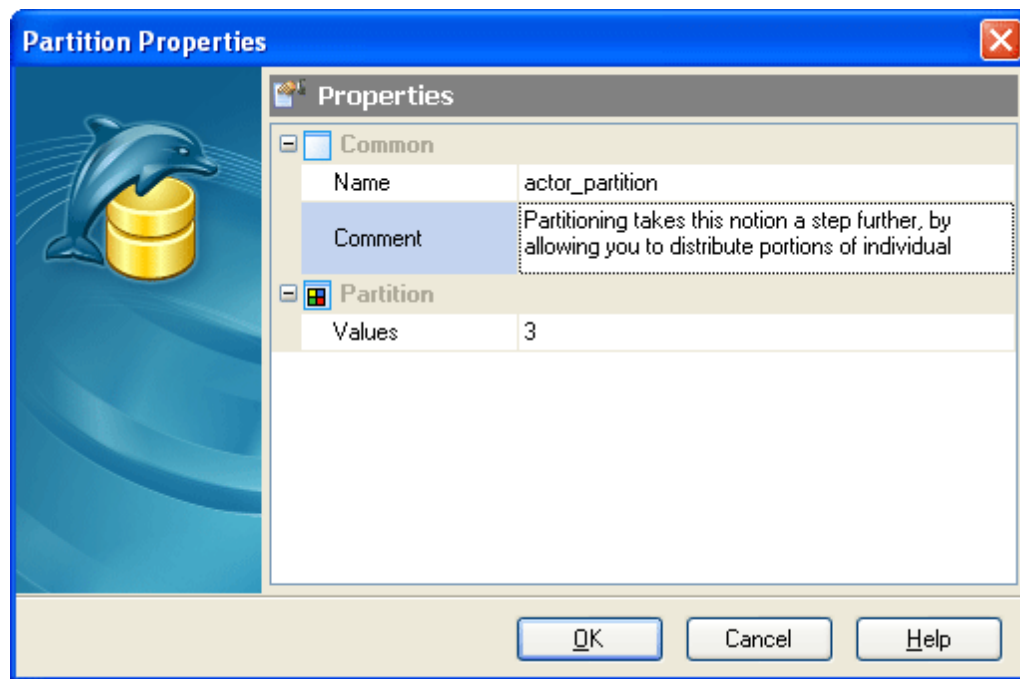 Partition Properties
Properties
Common
Name actor_partition
Comment Partitioning takes this notion a step further, by
allowing you to distribute portions of individual
Partition
Values 3
OK Cancel Help